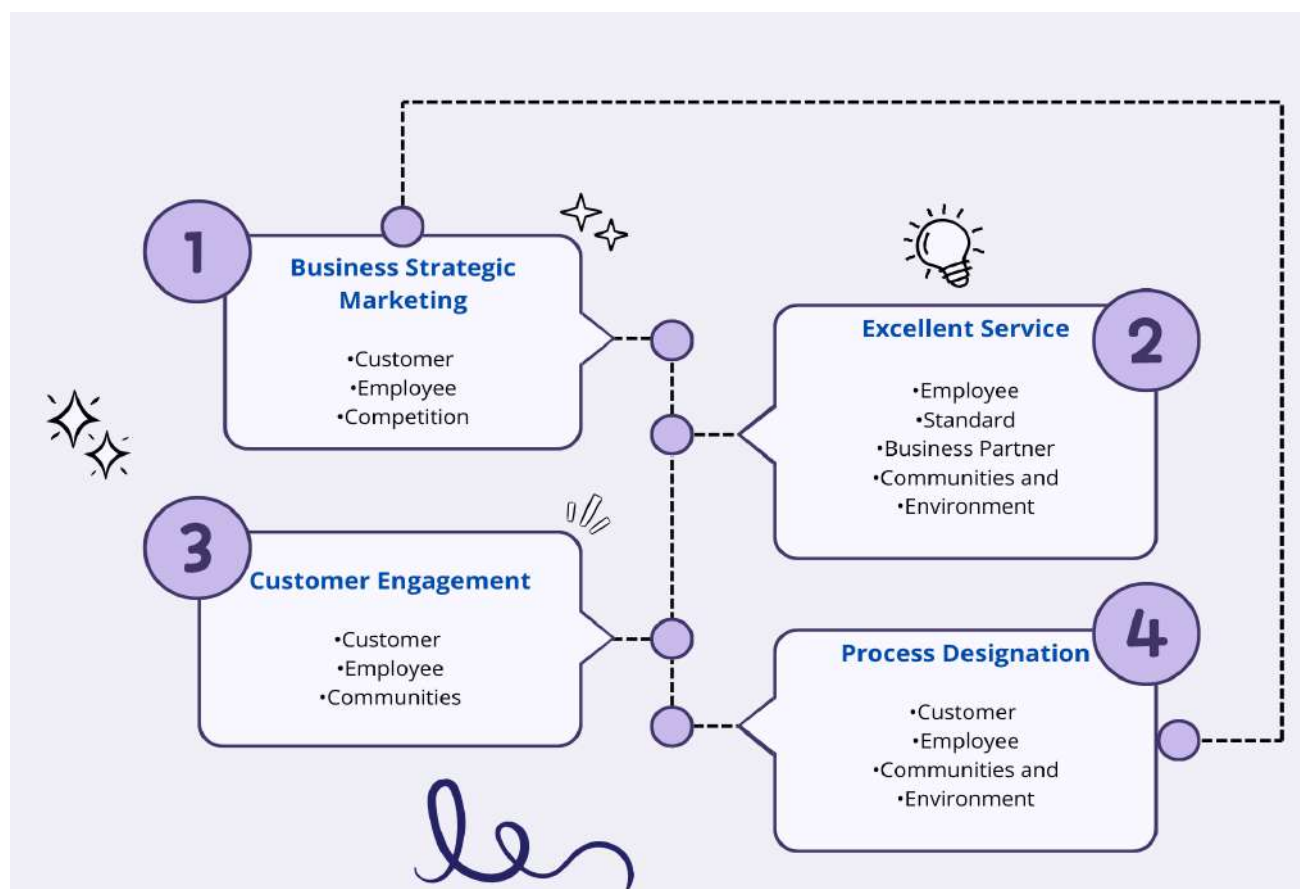 1
Business Strategic
Marketing
•Customer
•Employee
•Competition
2
Excellent Service
•Employee
•Standard
•Business Partner
•Communities and
•Environment
3
Customer Engagement
•Customer
•Employee
•Communities
4
Process Designation
•Customer
•Employee
•Communities and
•Environment